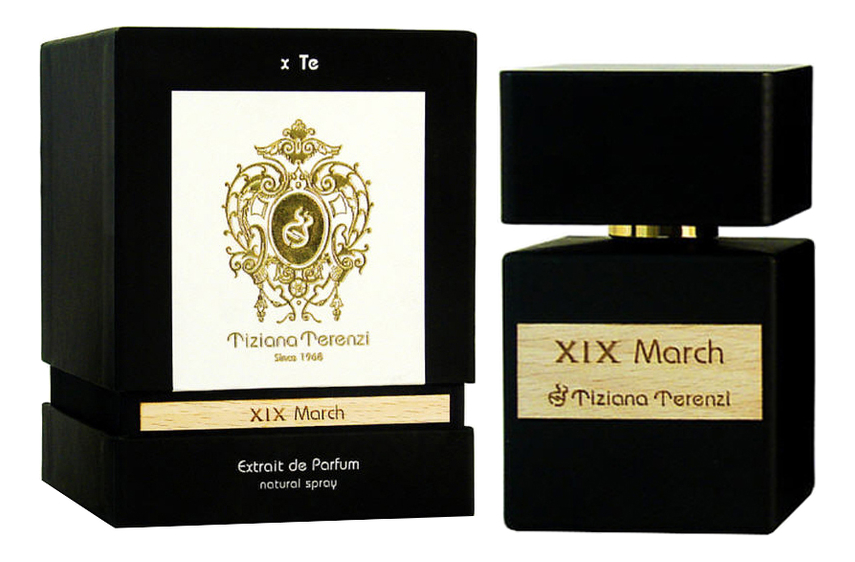 x Te
Tiziana Terenzi
Since 1968
XIX March
Extrait de Parfum
natural spray
XIX March
Tiziana Terenzi